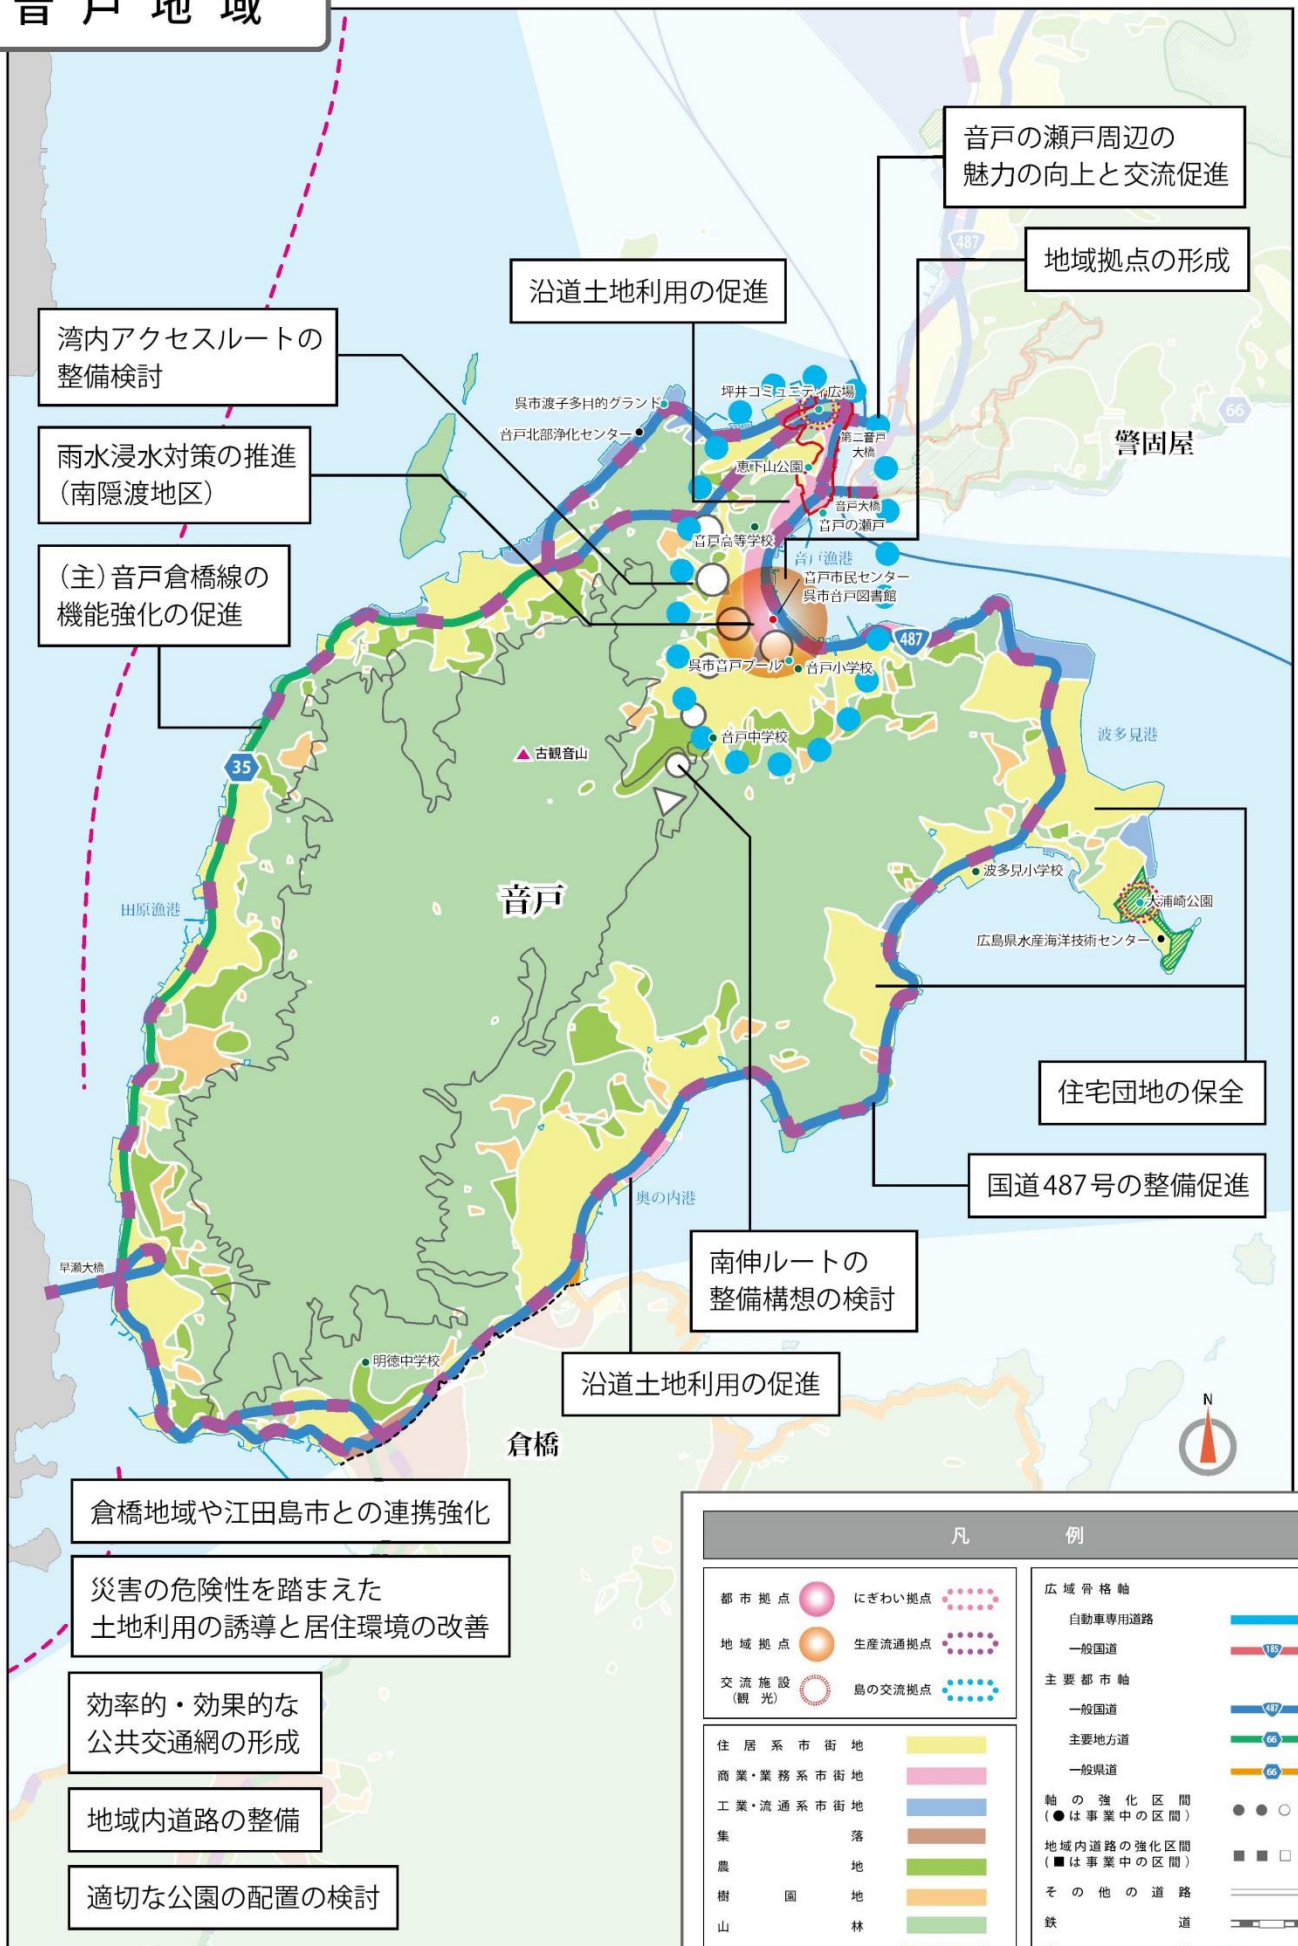 音戸地域
音戸の瀬戸周辺の
魅力の向上と交流促進
地域拠点の形成
沿道土地利用の促進
湾内アクセスルートの
整備検討
雨水浸水対策の推進
（南隠渡地区）
（主）音戸倉橋線の
機能強化の促進
487
66
警固屋
坪井コミュニティ広場
呉市渡子多目的グランド
音戸北部浄化センター
第二音戸
大橋
恵下山公園
音戸大橋
音戸の瀬戸
音戸高等学校
音戸漁港
音戸市民センター
呉市音戸図書館
487
呉市音戸プール
音戸小学校
音戸中学校
古観音山
35
波多見港
音戸
波多見小学校
大浦崎公園
広島県水産海洋技術センター
田原漁港
住宅団地の保全
国道487号の整備促進
奥の内港
南伸ルートの
整備構想の検討
早瀬大橋
沿道土地利用の促進
明徳中学校
倉橋
N
倉橋地域や江田島市との連携強化
災害の危険性を踏まえた
土地利用の誘導と居住環境の改善
効率的・効果的な
公共交通網の形成
地域内道路の整備
適切な公園の配置の検討
凡例
都市拠点
にぎわい拠点
地域拠点
生産流通拠点
交流施設
（観光）
島の交流拠点
住居系市街地
商業・業務系市街地
工業・流通系市街地
集落
農地
樹園地
山林
広域骨格軸
自動車専用道路
一般国道
185
主要都市軸
一般国道
487
主要地方道
66
一般県道
66
軸の強化区間
（●は事業中の区間）
地域内道路の強化区間
（■は事業中の区間）
その他の道路
鉄道